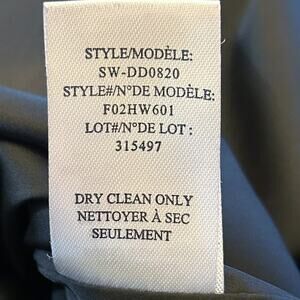 STYLE/MODÈLE:
SW-DD0820
STYLE#/N°DE MODÈLE:
F02HW601
LOT#/N°DE LOT :
315497
DRY CLEAN ONLY
NETTOYER À SEC
SEULEMENT